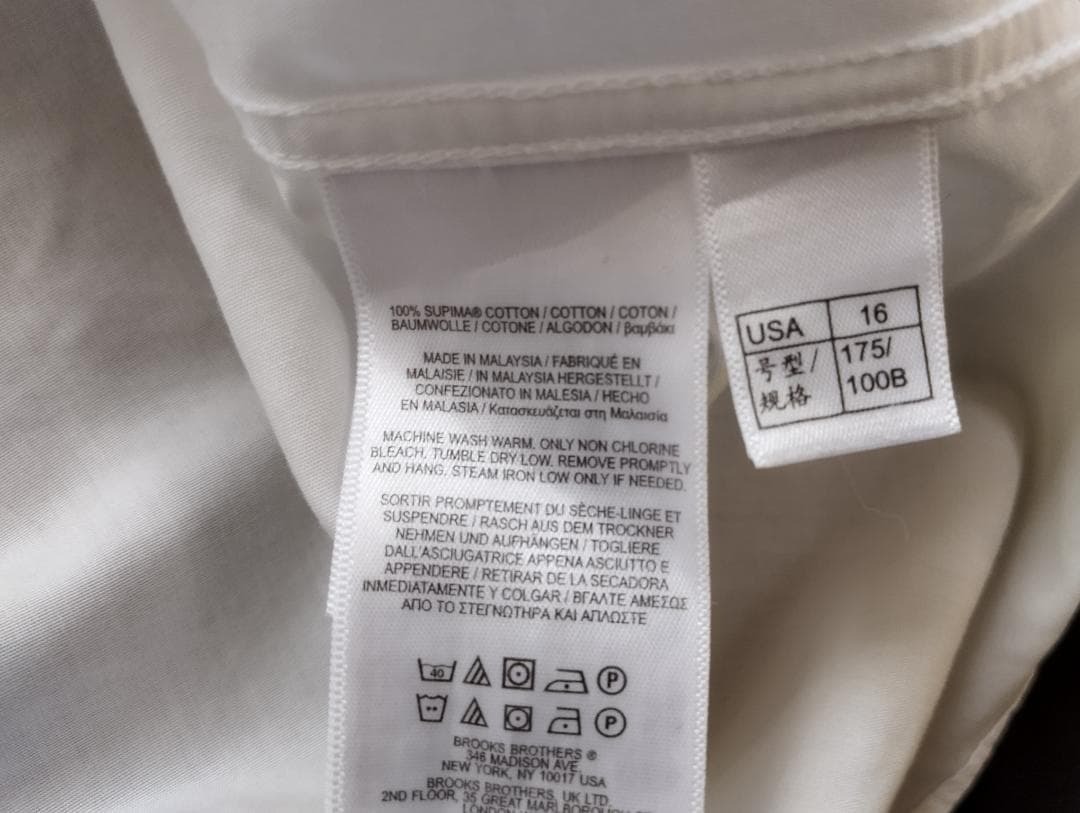 100% SUPIMA® COTTON / COTTON / COTON /
BAUMWOLLE / COTONE / ALGODON / βαμβάκι
MADE IN MALAYSIA / FABRIQUÉ EN
MALAISIE / IN MALAYSIA HERGESTELLT /
CONFEZIONATO IN MALESIA / HECHO
EN MALASIA / Κατασκευάζεται στη Μαλαισία
MACHINE WASH WARM. ONLY NON CHLORINE
BLEACH. TUMBLE DRY LOW. REMOVE PROMPTLY
AND HANG. STEAM IRON LOW ONLY IF NEEDED.
SORTIR PROMPTEMENT DU SÈCHE-LINGE ET
SUSPENDRE / RASCH AUS DEM TROCKNER
NEHMEN UND AUFHÄNGEN / TOGLIERE
DALL'ASCIUGATRICE APPENA ASCIUTTO E
APPENDERE / RETIRAR DE LA SECADORA
INMEDIATAMENTE Y COLGAR / ΒΓΑΛΤΕ ΑΜΕΣΩΣ
ΑΠΟ ΤΟ ΣΤΕΓΝΩΤΗΡΑ ΚΑΙ ΑΠΛΩΣΤΕ
40 P
P
BROOKS BROTHERS ®
346 MADISON AVE.
NEW YORK, NY 10017 USA
BROOKS BROTHERS, UK LTD.
2ND FLOOR, 35 GREAT MARLBOROUGH
LONDON
USA 16
号型/ 175/
规格 100B